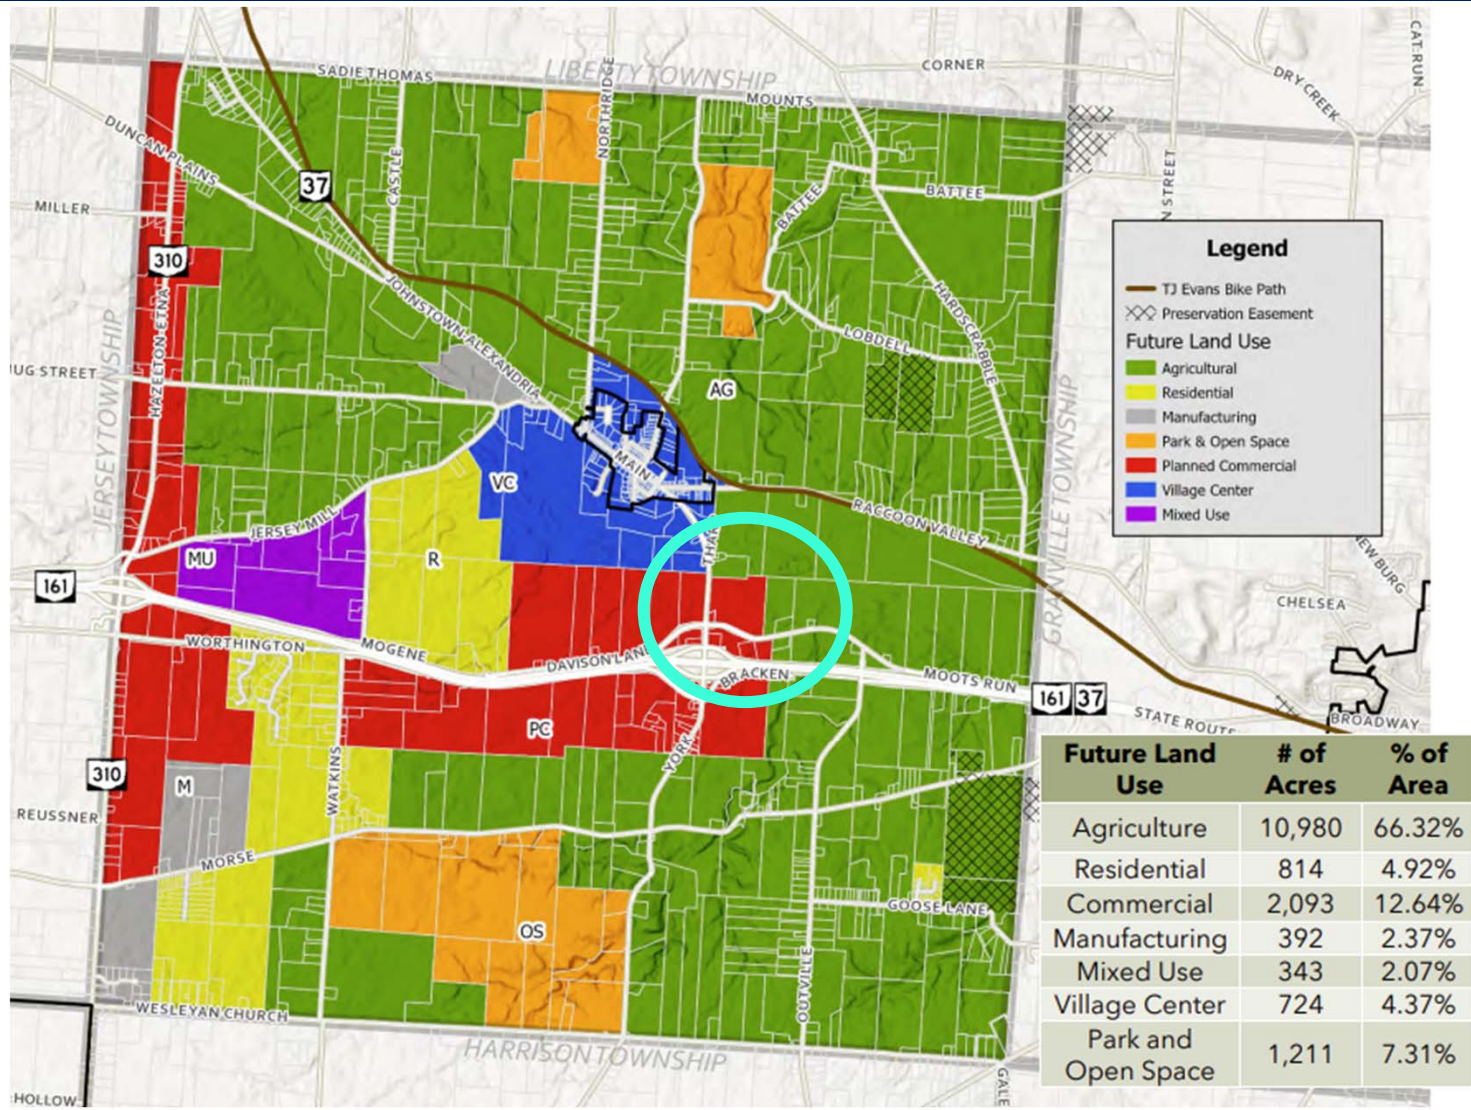 SADIE THOMAS
LIBERTY TOWNSHIP
NORTHRIDGE
MOUNTS
CORNER
DRY CREEK
CAT RUN
DUNCAN PLAINS
37
CASTLE
BATTEE
BATTEE
N STREET
MILLER
310
HAZELTON ETNA
JERSEY TOWNSHIP
JOHNSTOWN-ALEXANDRIA
HARDSCRABBLE
LOBDELL
UG STREET
AG
GRANVILLE TOWNSHIP
Legend
TJ Evans Bike Path
Preservation Easement
Future Land Use
Agricultural
Residential
Manufacturing
Park & Open Space
Planned Commercial
Village Center
Mixed Use
MAIN
VC
JERSEY MILL
RACCOON VALLEY
THAR
MU
R
161
NEWBURG
CHELSEA
WORTHINGTON
MOGENE
DAVISON LANE
BRACKEN
MOOTS RUN
161
37
STATE ROUTE
BROADWAY
PC
YORK
WATKINS
310
M
REUSSNER
MORSE
OS
GOOSE LANE
OUTVILLE
WESLEYAN CHURCH
HARRISON TOWNSHIP
GALE
HOLLOW
Future Land Use # of Acres % of Area
Agriculture 10,980 66.32%
Residential 814 4.92%
Commercial 2,093 12.64%
Manufacturing 392 2.37%
Mixed Use 343 2.07%
Village Center 724 4.37%
Park and Open Space 1,211 7.31%